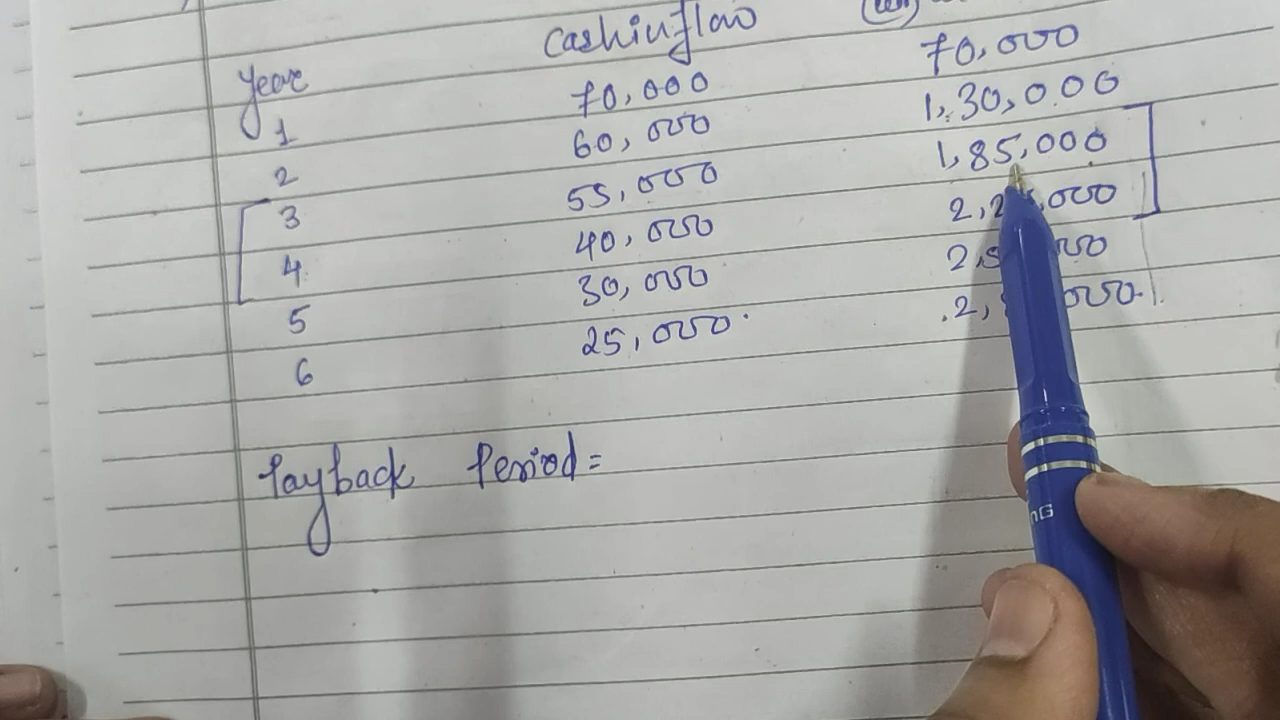 year cashinflow
1 70,000 70,000
2 60,000 1,30,000
3 55,000 1,85,000
4 40,000
5 30,000
6 25,000
Payback Period =